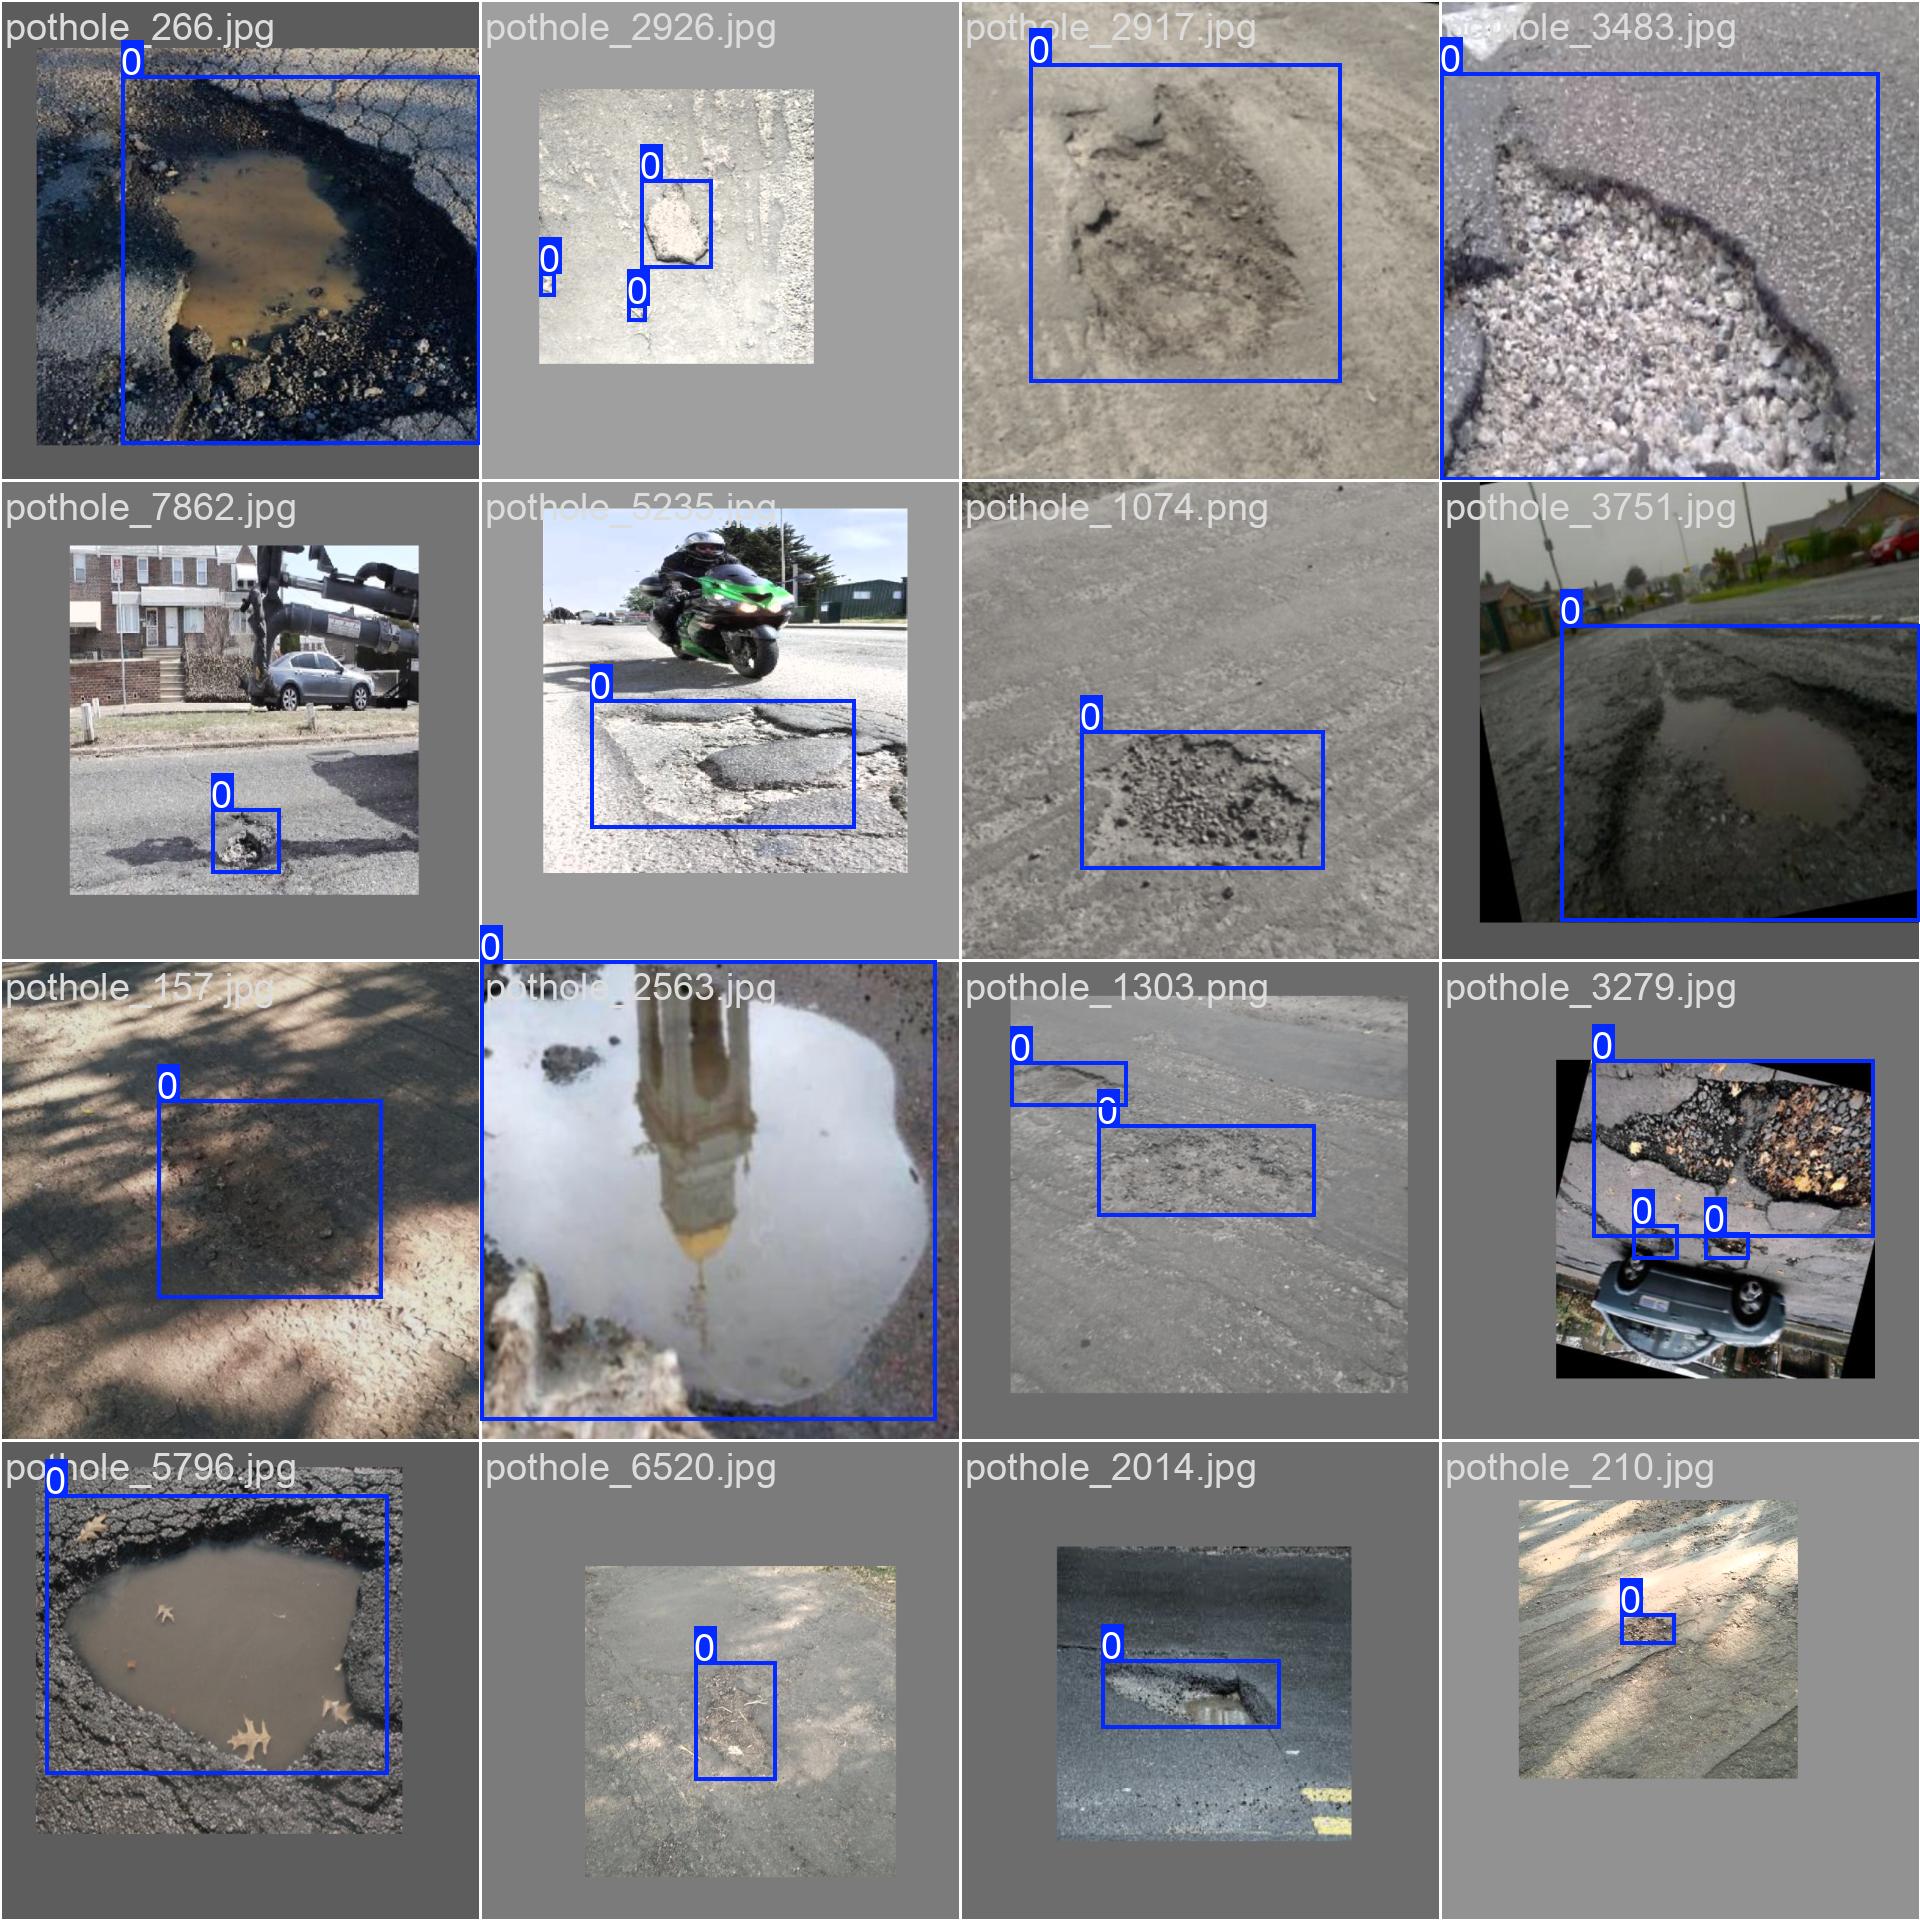 pothole_266.jpg
pothole_2926.jpg
pothole_2917.jpg
pothole_3483.jpg
0
0
0
0
0
0
pothole_7862.jpg
pothole_5235.jpg
pothole_1074.png
pothole_3751.jpg
0
0
0
0
pothole_157.jpg
pothole_2563.jpg
pothole_1303.png
pothole_3279.jpg
0
0
0
0
0
0
0
pothole_5796.jpg
pothole_6520.jpg
pothole_2014.jpg
pothole_210.jpg
0
0
0
0